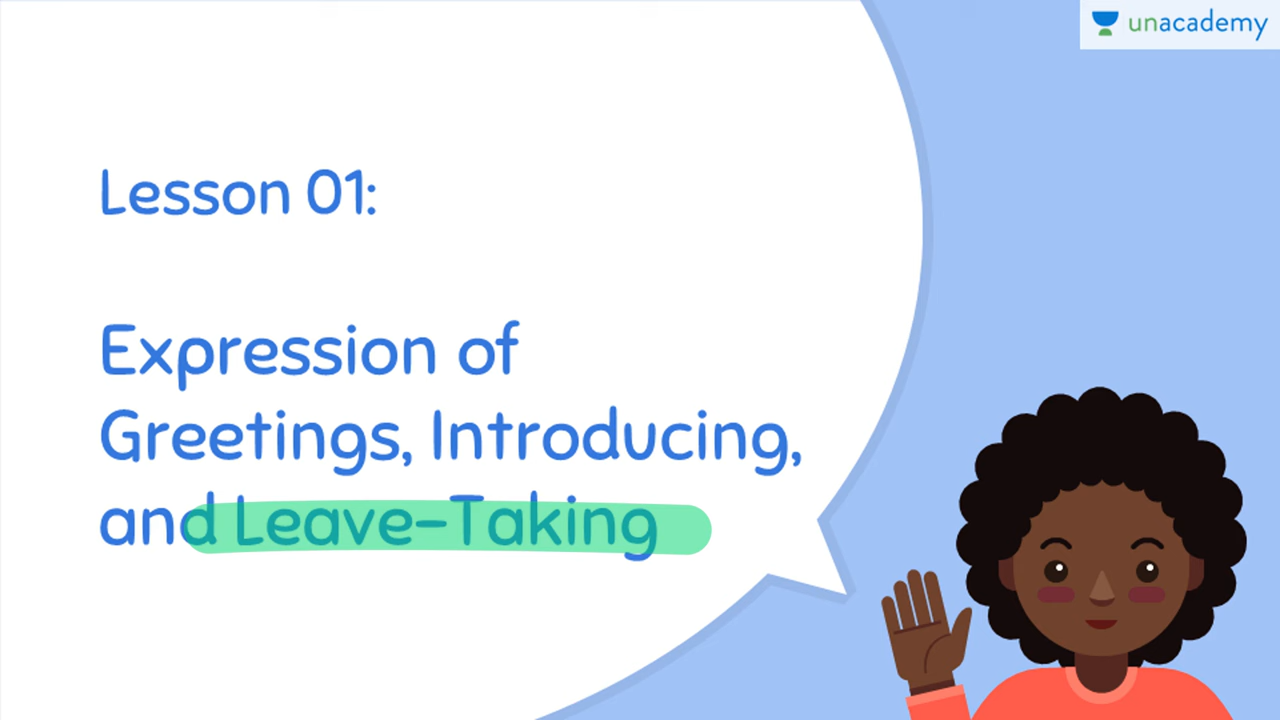 unacademy
Lesson 01:
Expression of
Greetings, Introducing,
and Leave-Taking